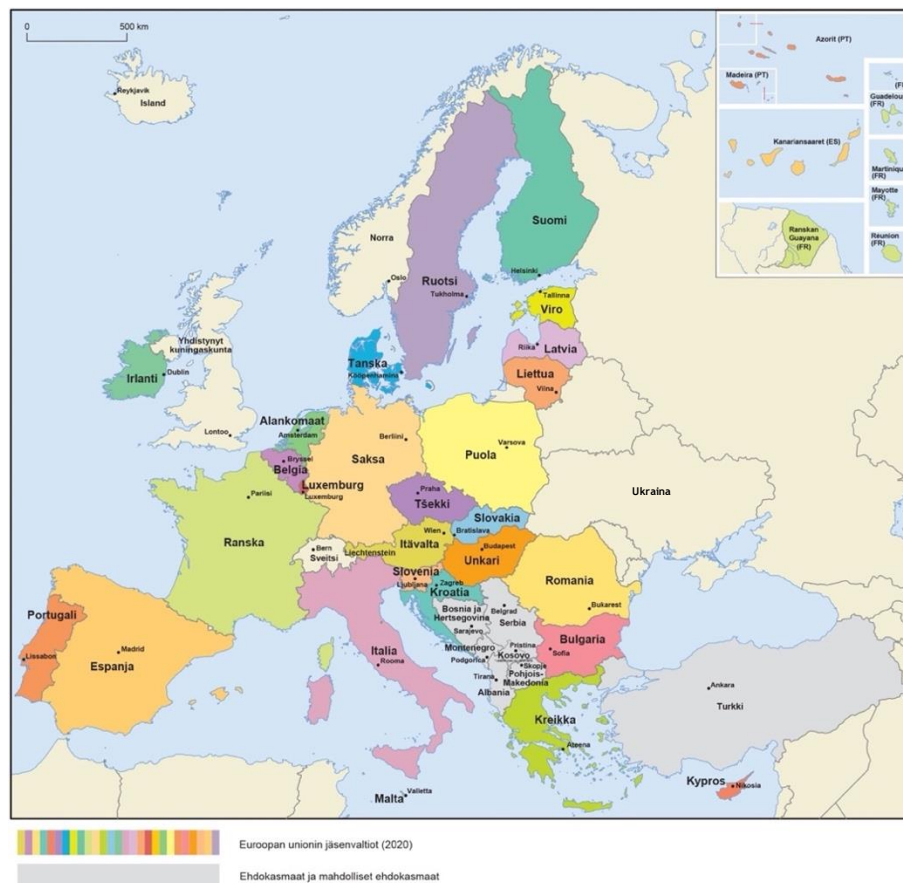 0 500 km
Azorit (PT)
Madeira (PT)
Guadelou
(FR)
Kanariansaaret (ES)
Martiniqu
(FR)
Mayotte
(FR)
Ranskan
Guayana
(FR)
Reunion
(FR)
Reykjavik
Island
Norra
Suomi
Oslo
Ruotsi
Helsinki
Tukholma
Tallinna
Viro
Yhdistynyt
kuningaskunta
Tanska
Kööpenhamina
Riika
Latvia
Irlanti
Dublin
Liettua
Vilna
Alankomaat
Amsterdam
Lontoo
Berliini
Varsova
Puola
Saksa
Bryssel
Belgia
Luxemburg
Luxemburg
Ukraina
Praha
Tšekki
Pariisi
Slovakia
Wien
Bratislava
Ranska
Bern
Sveitsi
Liechtenstein
Itävalta
Budapest
Unkari
Slovenia
Ljubljana
Zagreb
Kroatia
Romania
Bukarest
Bosnia ja
Hertsegovina
Sarajevo
Belgrad
Serbia
Portugali
Lissabon
Madrid
Espanja
Italia
Rooma
Montenegro
Podgorica
Pristina
Kosovo
Sofia
Bulgaria
Skopje
Pohjois-
Makedonia
Tirana
Albania
Ankara
Turkki
Kreikka
Ateena
Malta
Valletta
Kypros
Nikosia
Euroopan unionin jäsenvaltiot (2020)
Ehdokasmaat ja mahdolliset ehdokasmaat